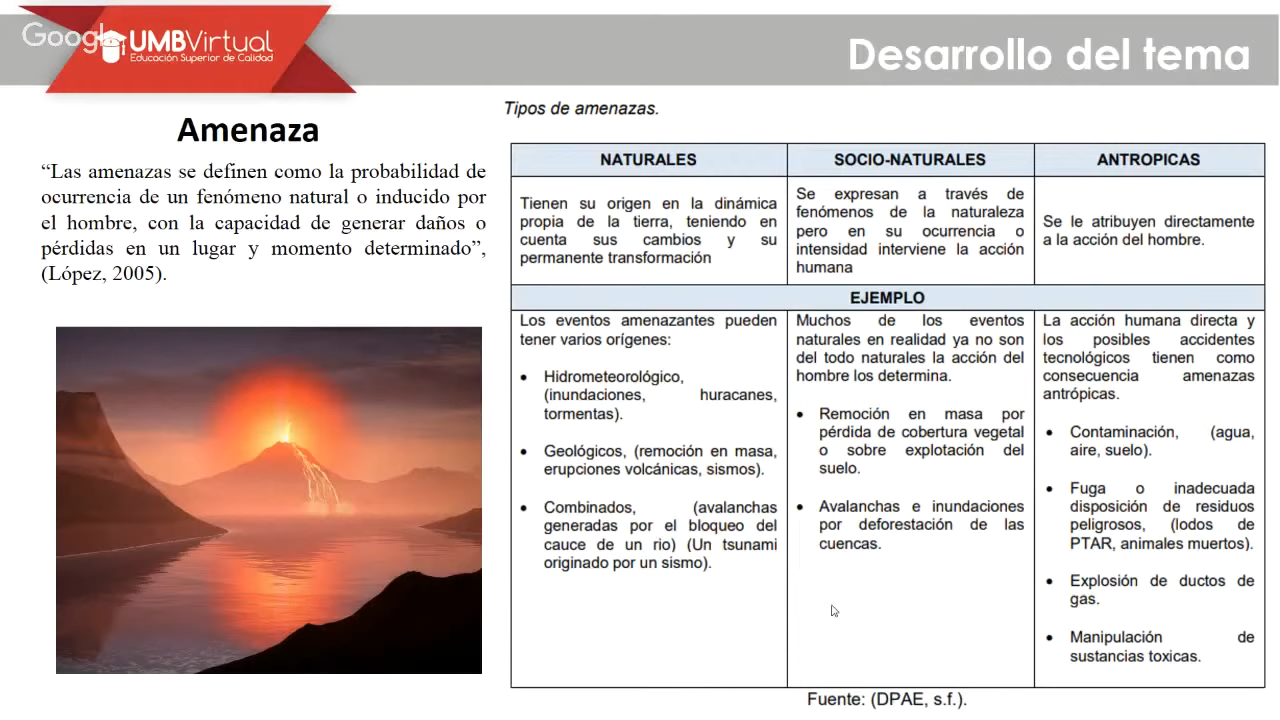 Google
UMBVirtual
Educación Superior de Calidad
Desarrollo del tema
Amenaza
“Las amenazas se definen como la probabilidad de
ocurrencia de un fenómeno natural o inducido por
el hombre, con la capacidad de generar daños o
pérdidas en un lugar y momento determinado”,
(López, 2005).
Tipos de amenazas.
NATURALES
SOCIO-NATURALES
ANTROPICAS
Tienen su origen en la dinámica
propia de la tierra, teniendo en
cuenta sus cambios y su
permanente transformación
Se expresan a través de
fenómenos de la naturaleza
pero en su ocurrencia o
intensidad interviene la acción
humana
Se le atribuyen directamente
a la acción del hombre.
EJEMPLO
Los eventos amenazantes pueden
tener varios orígenes:
• Hidrometeorológico,
(inundaciones, huracanes,
tormentas).
• Geológicos, (remoción en masa,
erupciones volcánicas, sismos).
• Combinados, (avalanchas
generadas por el bloqueo del
cauce de un rio) (Un tsunami
originado por un sismo).
Muchos de los eventos
naturales en realidad ya no son
del todo naturales la acción del
hombre los determina.
• Remoción en masa por
pérdida de cobertura vegetal
o sobre explotación del
suelo.
• Avalanchas e inundaciones
por deforestación de las
cuencas.
La acción humana directa y
los posibles accidentes
tecnológicos tienen como
consecuencia amenazas
antrópicas.
• Contaminación, (agua,
aire, suelo).
• Fuga o inadecuada
disposición de residuos
peligrosos, (lodos de
PTAR, animales muertos).
• Explosión de ductos de
gas.
• Manipulación de
sustancias toxicas.
Fuente: (DPAE, s.f.).